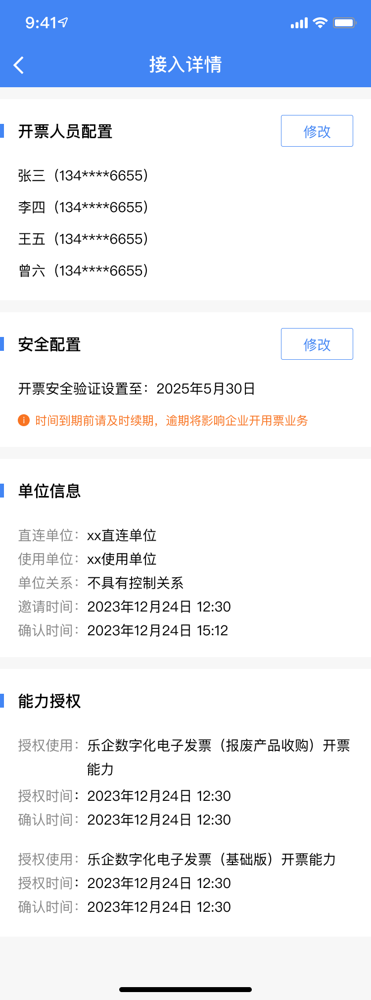 9:41
接入详情
开票人员配置
修改
张三（134****6655）
李四（134****6655）
王五（134****6655）
曾六（134****6655）
安全配置
修改
开票安全验证设置至：2025年5月30日
时间到期前请及时续期，逾期将影响企业开用票业务
单位信息
直连单位：xx直连单位
使用单位：xx使用单位
单位关系：不具有控制关系
邀请时间：2023年12月24日 12:30
确认时间：2023年12月24日 15:12
能力授权
授权使用：乐企数字化电子发票（报废产品收购）开票
能力
授权时间：2023年12月24日 12:30
确认时间：2023年12月24日 12:30
授权使用：乐企数字化电子发票（基础版）开票能力
授权时间：2023年12月24日 12:30
确认时间：2023年12月24日 12:30